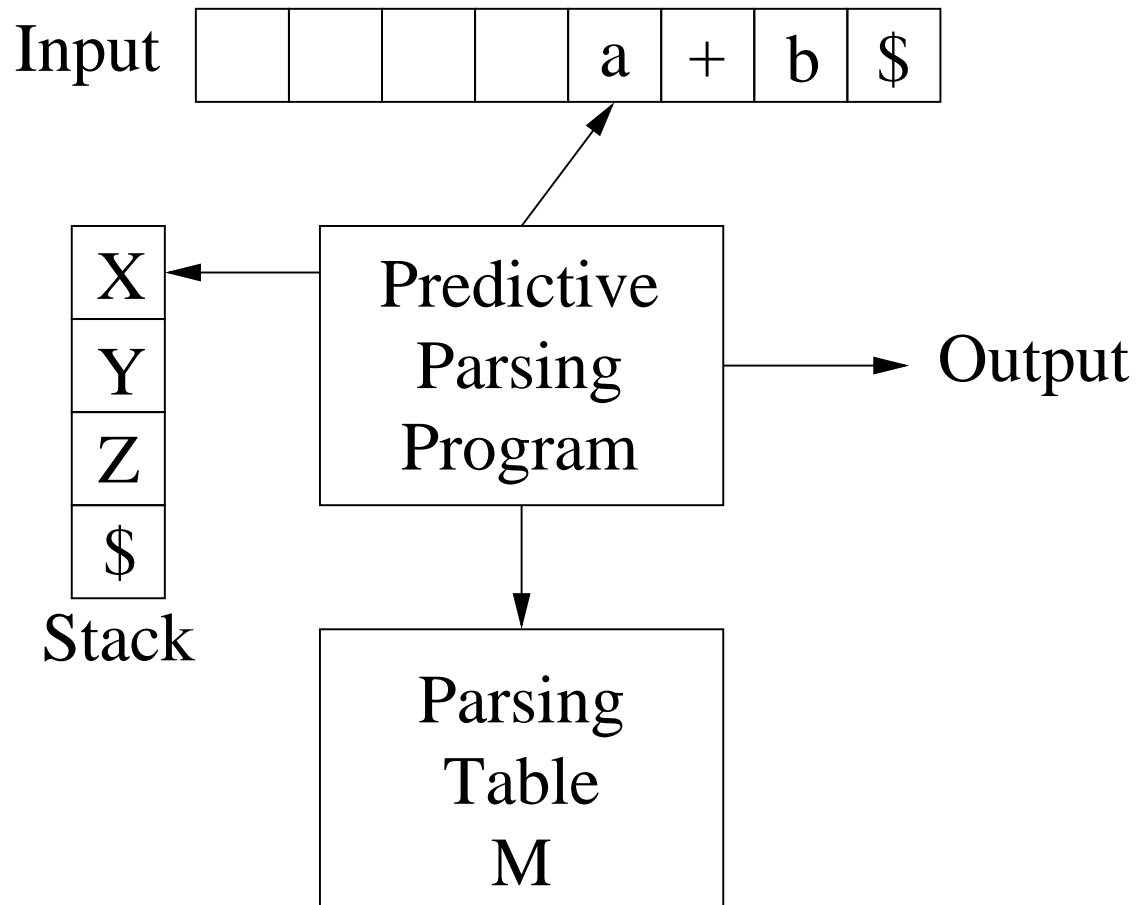 Input a + b $
X
Y
Z
$
Stack
Predictive
Parsing
Program
Output
Parsing
Table
M